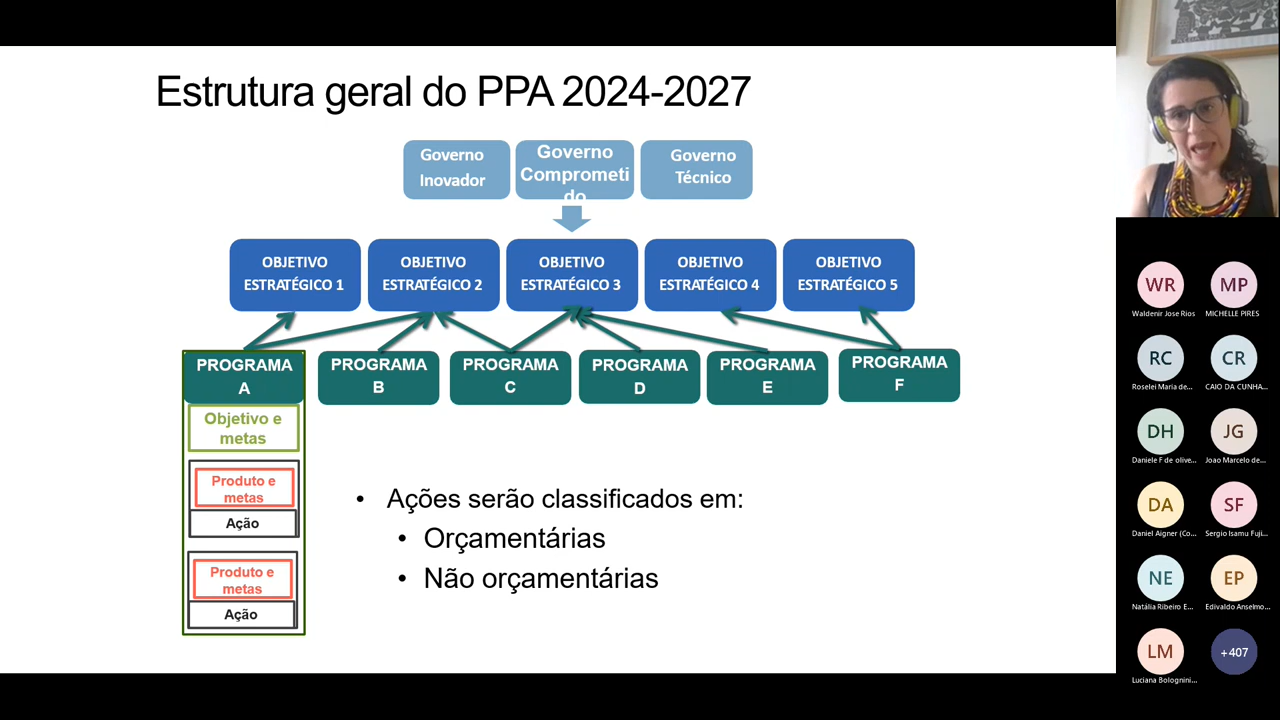 Estrutura geral do PPA 2024-2027
Governo
Inovador
Governo
Comprometi
do
Governo
Técnico
OBJETIVO
ESTRATÉGICO 1
OBJETIVO
ESTRATÉGICO 2
OBJETIVO
ESTRATÉGICO 3
OBJETIVO
ESTRATÉGICO 4
OBJETIVO
ESTRATÉGICO 5
PROGRAMA
A
PROGRAMA
B
PROGRAMA
C
PROGRAMA
D
PROGRAMA
E
PROGRAMA
F
Objetivo e
metas
Produto e
metas
Ação
Produto e
metas
Ação
• Ações serão classificados em:
• Orçamentárias
• Não orçamentárias
WR
Waldenir Jose Rios
MP
MICHELLE PIRES
RC
Roselei Maria de...
CR
CAIO DA CUNHA...
DH
Daniele F de olive...
JG
Joao Marcelo de...
DA
Daniel Aigner (Co...
SF
Sergio Isamu Fuji...
NE
Natália Ribeiro E...
EP
Edivaldo Anselmo...
LM
Luciana Bolognini...
+407